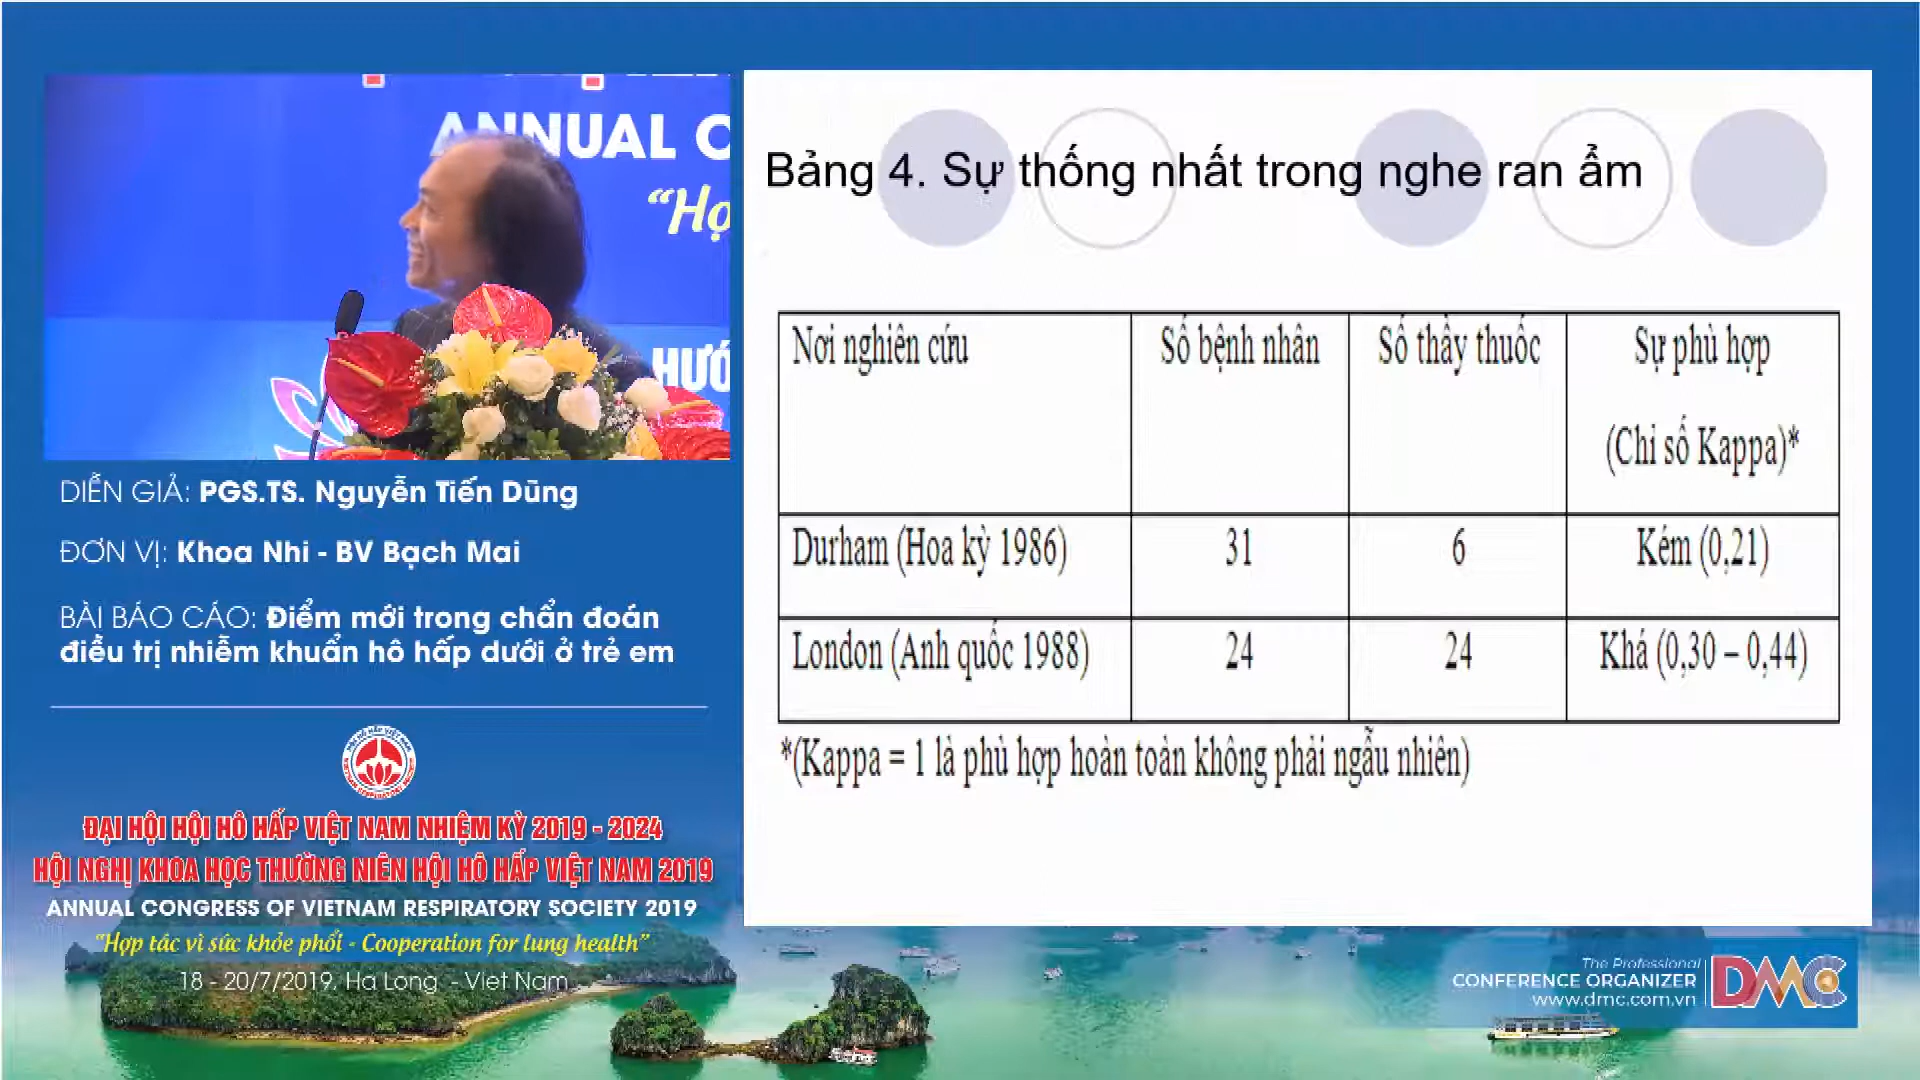 ANNUAL C
“Họ
HƯỚ
DIỄN GIẢ: PGS.TS. Nguyễn Tiến Dũng
ĐƠN VỊ: Khoa Nhi - BV Bạch Mai
BÀI BÁO CÁO: Điểm mới trong chẩn đoán
điều trị nhiễm khuẩn hô hấp dưới ở trẻ em
ĐẠI HỘI HỘI HÔ HẤP VIỆT NAM NHIỆM KỲ 2019 - 2024
HỘI NGHỊ KHOA HỌC THƯỜNG NIÊN HỘI HÔ HẤP VIỆT NAM 2019
ANNUAL CONGRESS OF VIETNAM RESPIRATORY SOCIETY 2019
“Hợp tác vì sức khỏe phổi - Cooperation for lung health”
18 - 20/7/2019, Ha Long - Viet Nam
Bảng 4. Sự thống nhất trong nghe ran ẩm
Nơi nghiên cứu Số bệnh nhân Số thầy thuốc Sự phù hợp
(Chỉ số Kappa)*
Durham (Hoa kỳ 1986) 31 6 Kém (0,21)
London (Anh quốc 1988) 24 24 Khá (0,30 – 0,44)
*(Kappa = 1 là phù hợp hoàn toàn không phải ngẫu nhiên)
The Professional
CONFERENCE ORGANIZER
www.dmc.com.vn
DMC